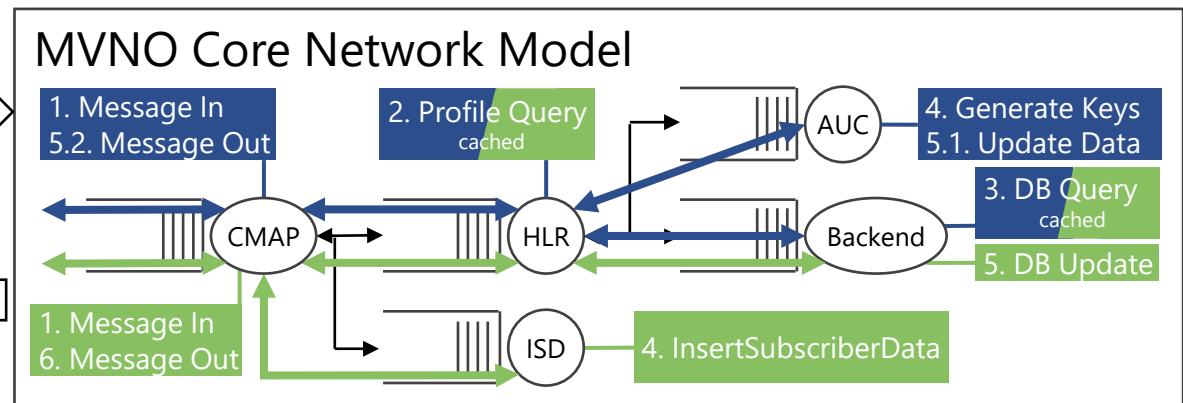 MVNO Core Network Model
1. Message In
5.2. Message Out
2. Profile Query
cached
AUC
4. Generate Keys
5.1. Update Data
3. DB Query
cached
CMAP
HLR
Backend
5. DB Update
1. Message In
6. Message Out
ISD
4. InsertSubscriberData